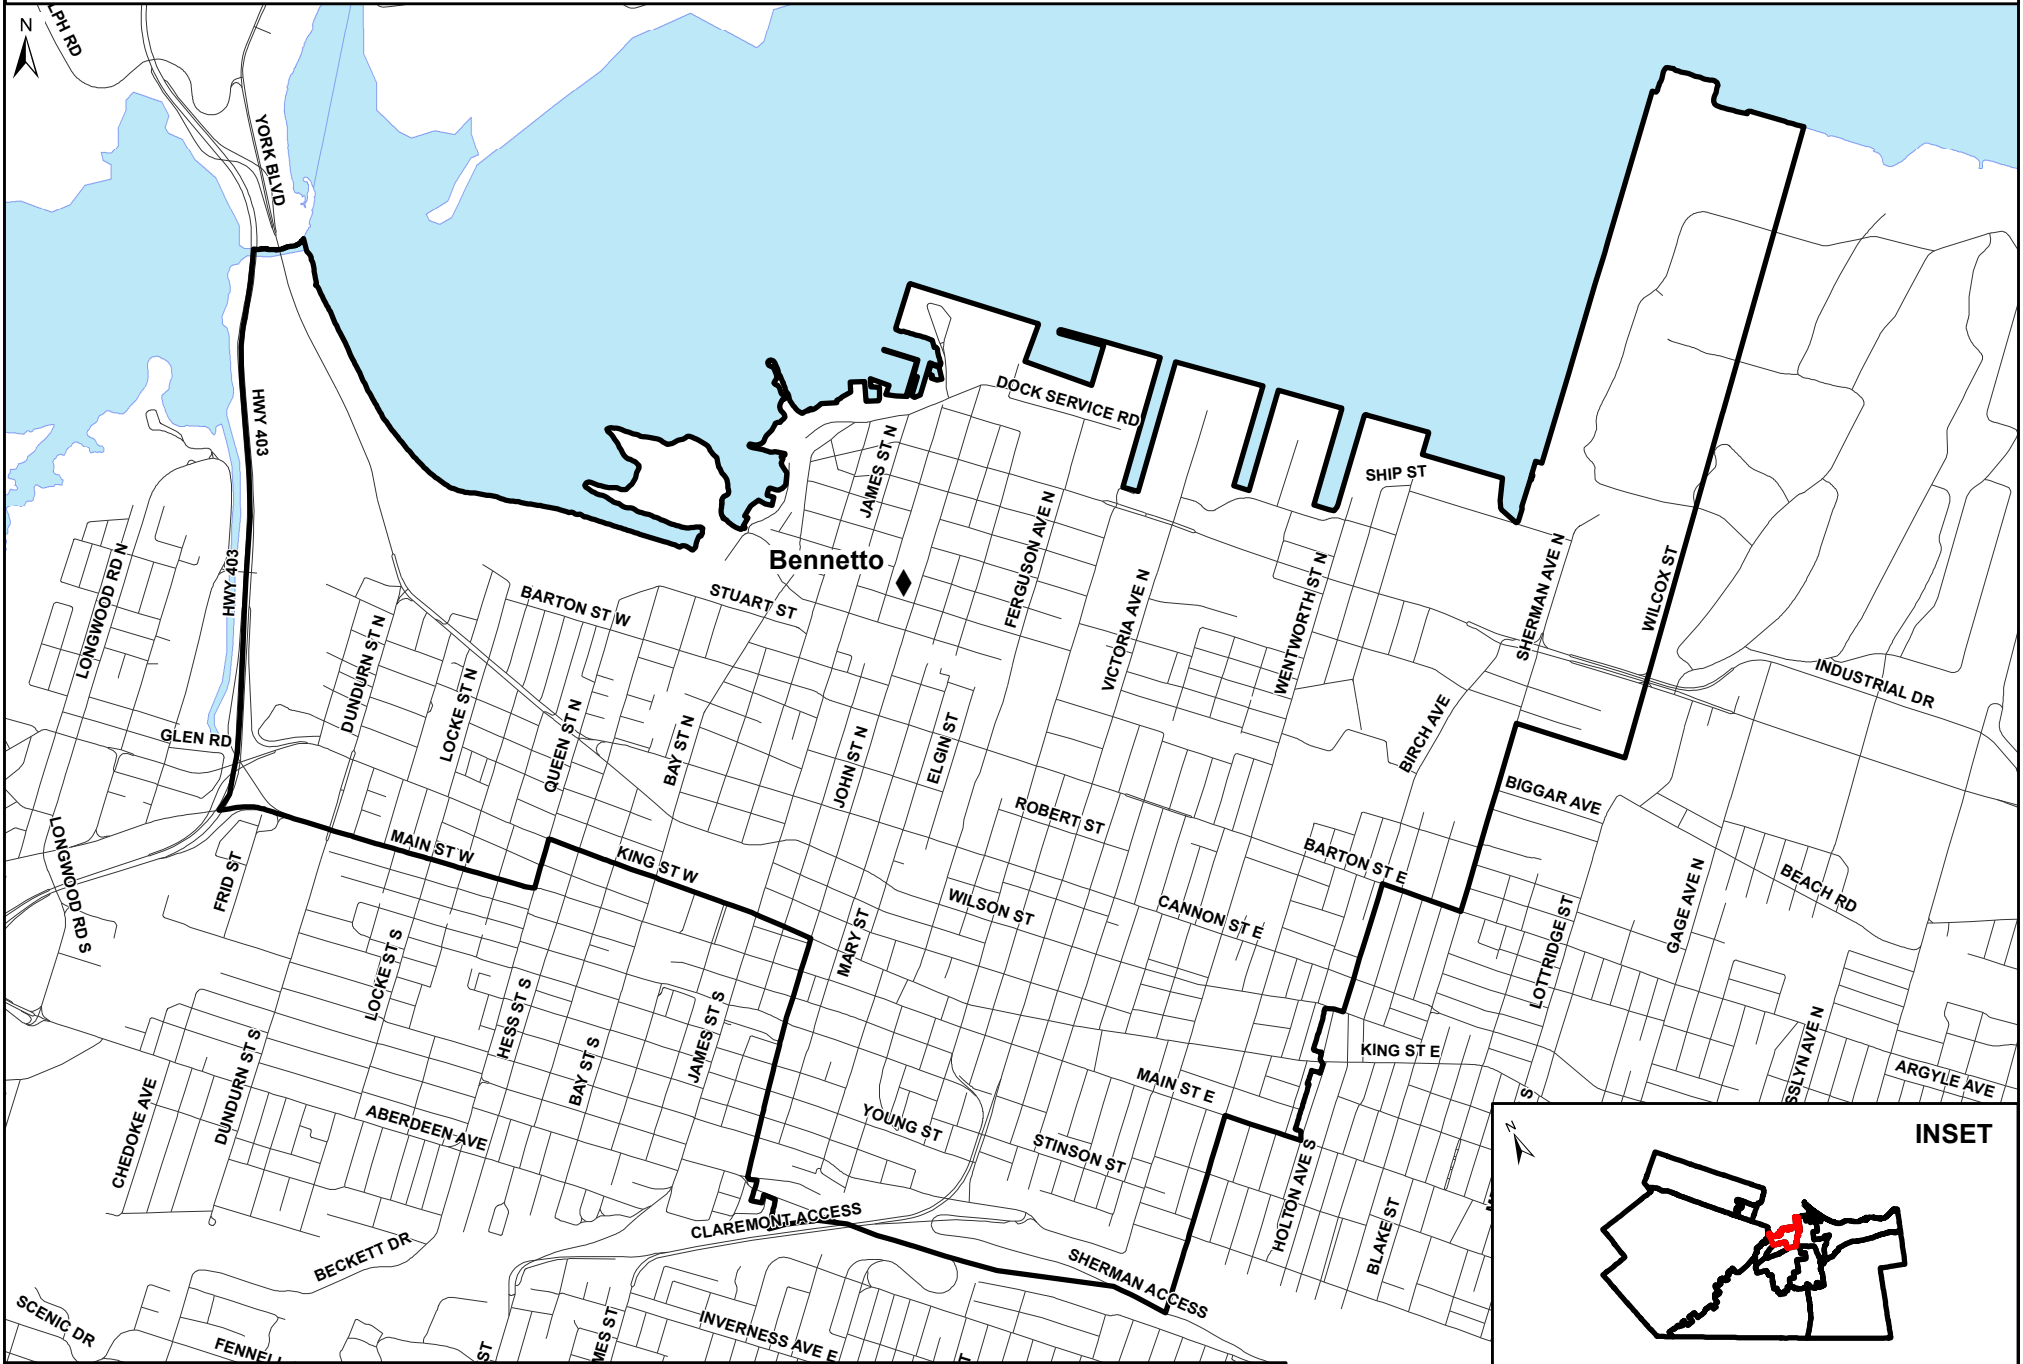 N
LPH RD
YORK BLVD
HWY 403
DOCK SERVICE RD
JAMES ST N
SHIP ST
FERGUSON AVE N
Bennetto
STUART ST
BARTON ST W
HWY 403
LONGWOOD RD N
DUNDURN ST N
LOCKE ST N
QUEEN ST N
BAY ST N
JOHN ST N
ELGIN ST
VICTORIA AVE N
WENTWORTH ST N
SHERMAN AVE N
WILCOX ST
INDUSTRIAL DR
BIRCH AVE
GLEN RD
BIGGAR AVE
ROBERT ST
MAIN ST W
KING ST W
BARTON ST E
BEACH RD
LONGWOOD RD S
FRID ST
WILSON ST
CANNON ST E
MARY ST
LOTTRIDGE ST
GAGE AVE N
LOCKE ST S
HESS ST S
BAY ST S
JAMES ST S
KING ST E
MAIN ST E
SSLYN AVE N
ARGYLE AVE
DUNDURN ST S
CHEDOKE AVE
ABERDEEN AVE
YOUNG ST
STINSON ST
S
HOLTON AVE S
BLAKE ST
CLAREMONT ACCESS
SHERMAN ACCESS
BECKETT DR
SCENIC DR
FENNELL
ST
MES ST
INVERNESS AVE E
ST
N
INSET